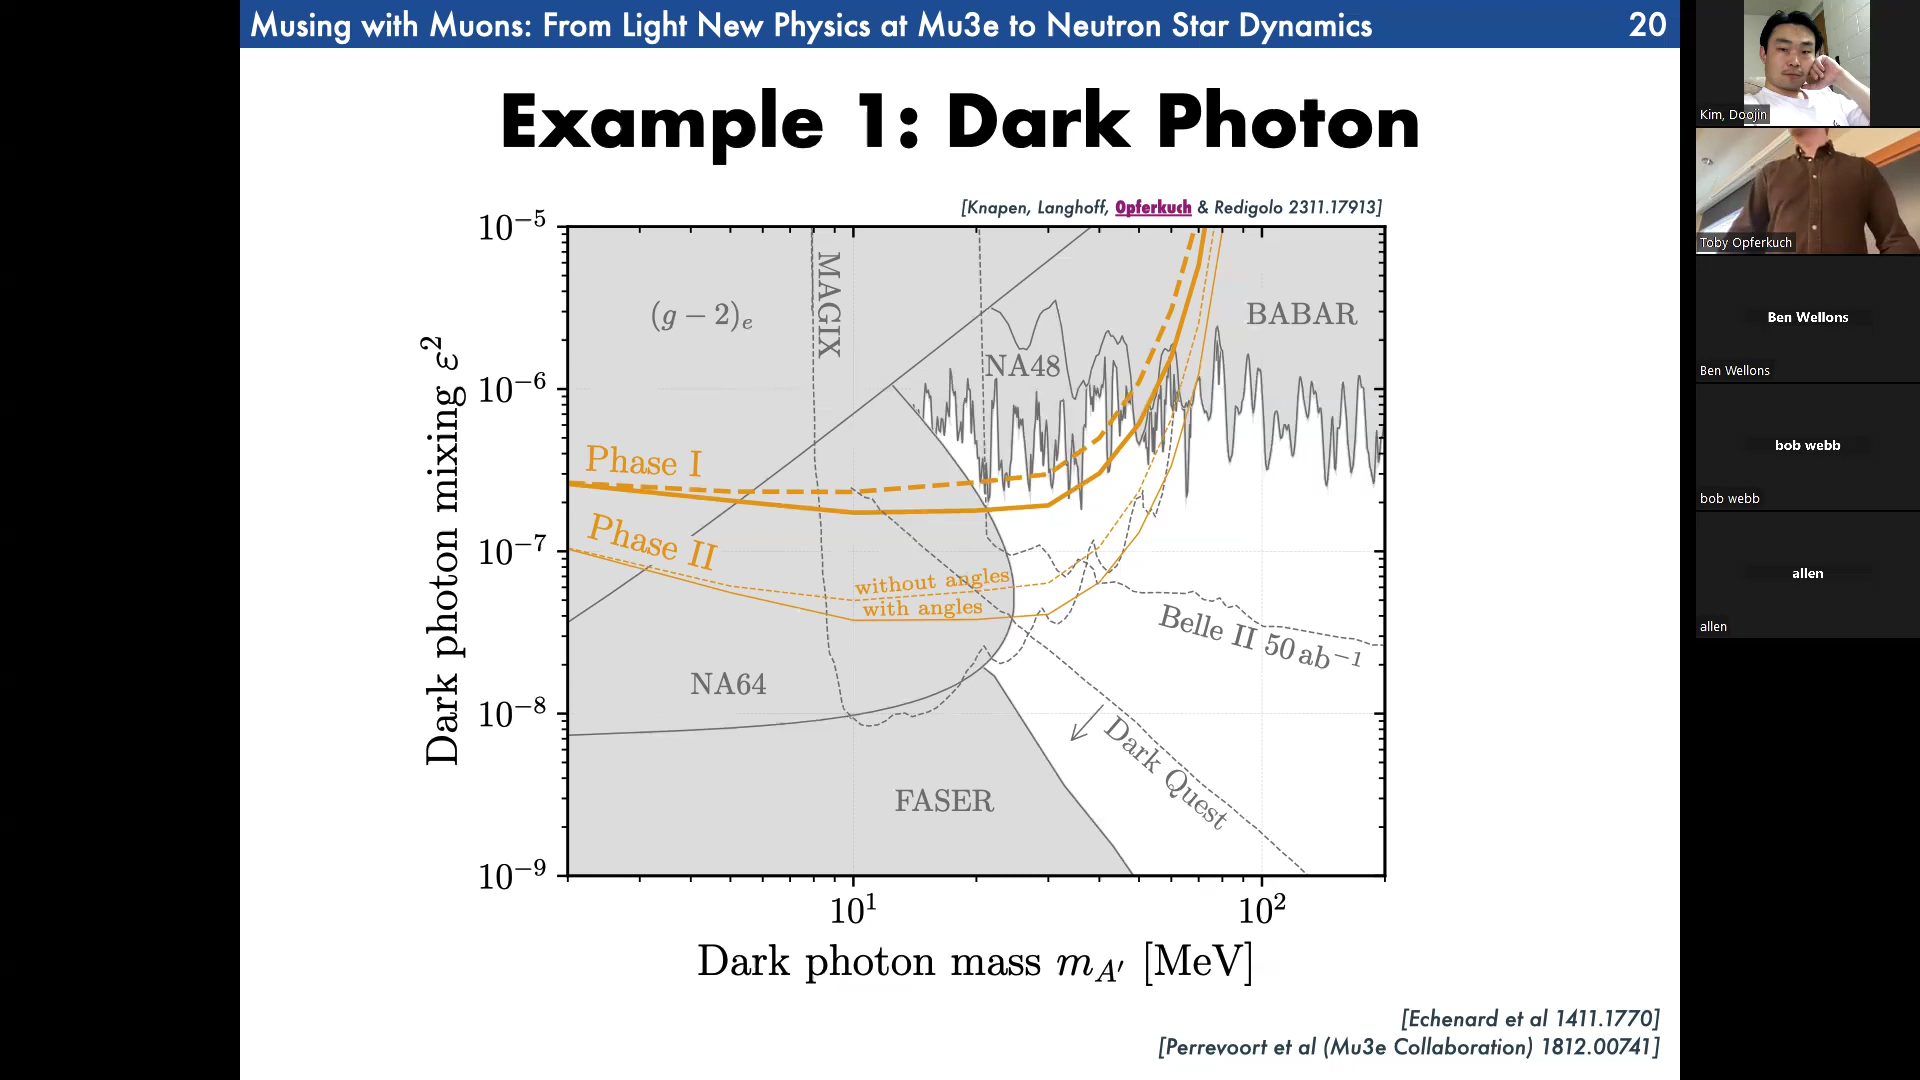 Musing with Muons: From Light New Physics at Mu3e to Neutron Star Dynamics 20
Example 1: Dark Photon
[Knapen, Langhoff, Opferkuch & Redigolo 2311.17913]
10⁻⁵
10⁻⁶
10⁻⁷
10⁻⁸
10⁻⁹
Dark photon mixing ε²
(g − 2)ₑ
MAGIX
NA48
BABAR
Phase I
Phase II
without angles
with angles
Belle II 50 ab⁻¹
NA64
Dark Quest
FASER
10¹
10²
Dark photon mass m_A′ [MeV]
[Echenard et al 1411.1770]
[Perrevoort et al (Mu3e Collaboration) 1812.00741]
Kim, Doojin
Toby Opferkuch
Ben Wellons
Ben Wellons
bob webb
bob webb
allen
allen